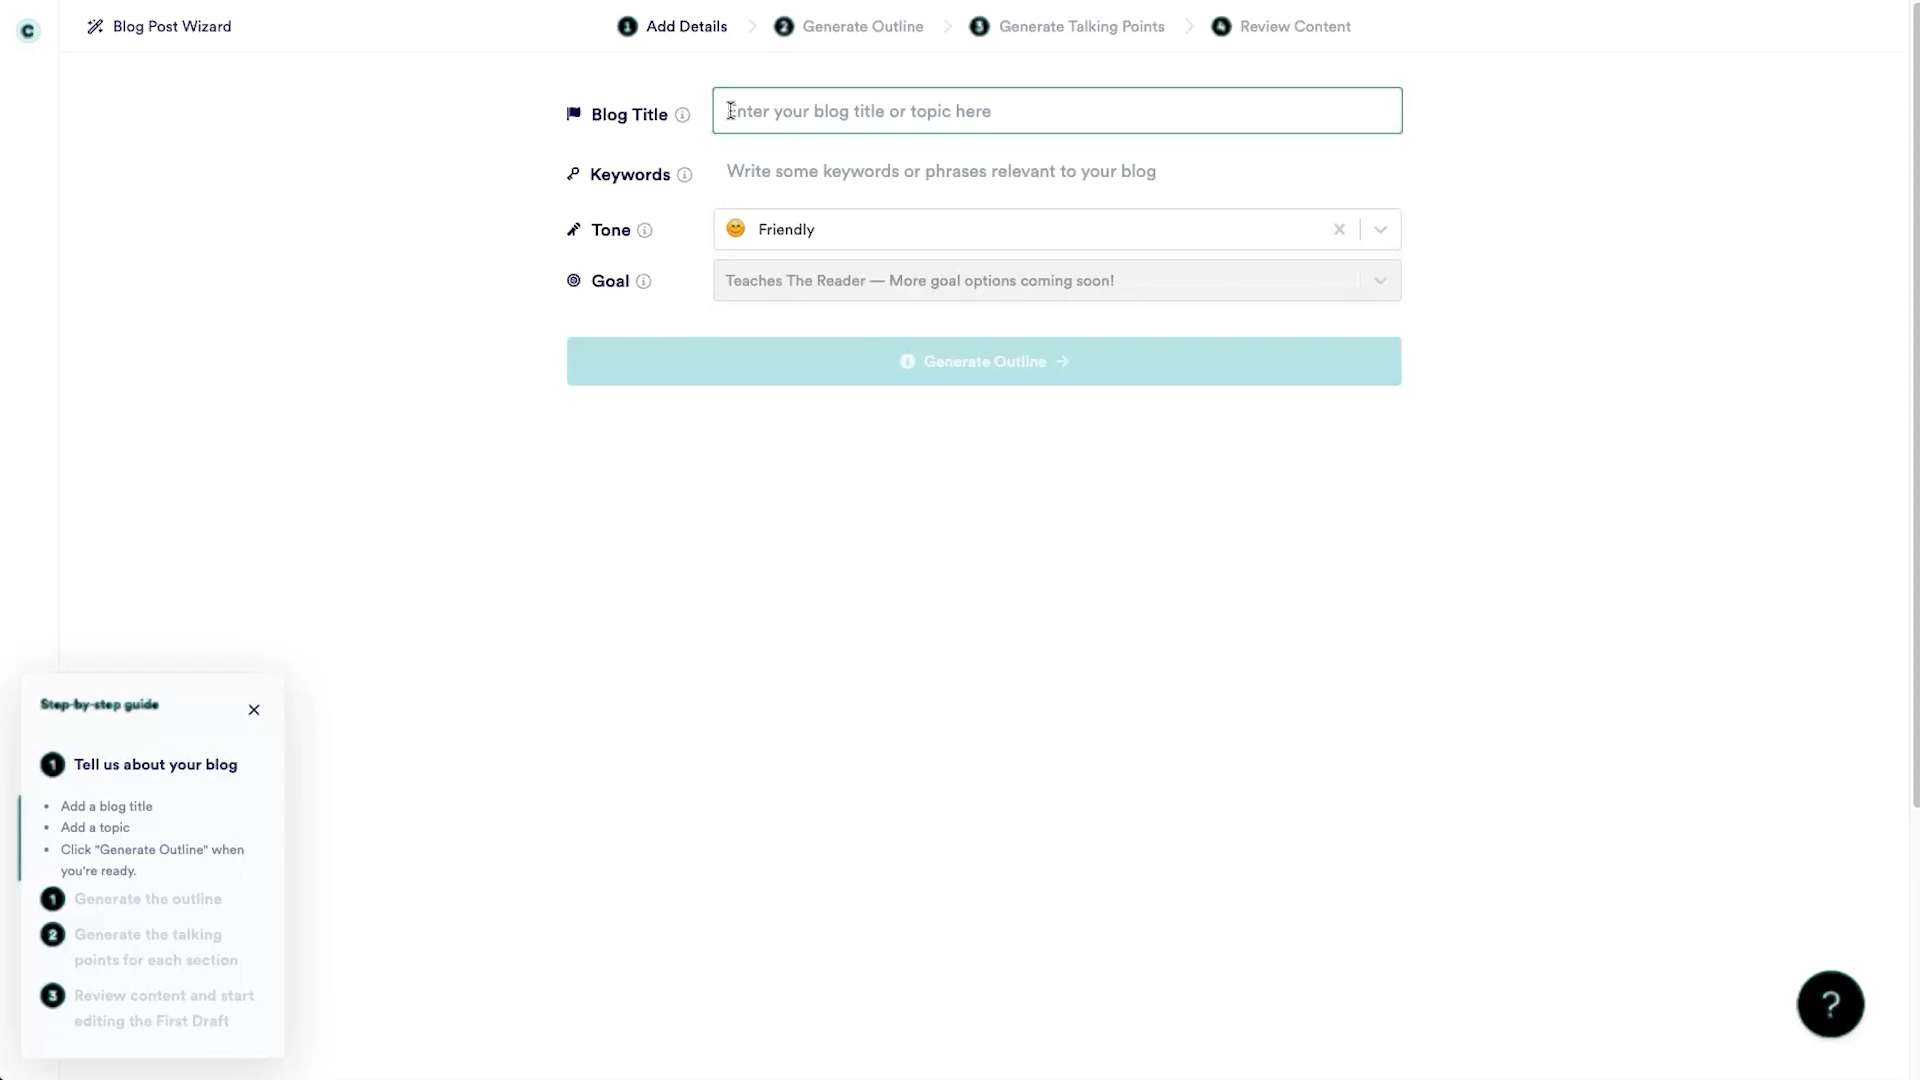 C
Blog Post Wizard
1 Add Details
2 Generate Outline
3 Generate Talking Points
4 Review Content
Blog Title
Enter your blog title or topic here
Keywords
Write some keywords or phrases relevant to your blog
Tone
Friendly
Goal
Teaches The Reader — More goal options coming soon!
Generate Outline →
Step-by-step guide
1 Tell us about your blog
• Add a blog title
• Add a topic
• Click "Generate Outline" when
you're ready.
1 Generate the outline
2 Generate the talking
points for each section
3 Review content and start
editing the First Draft
?